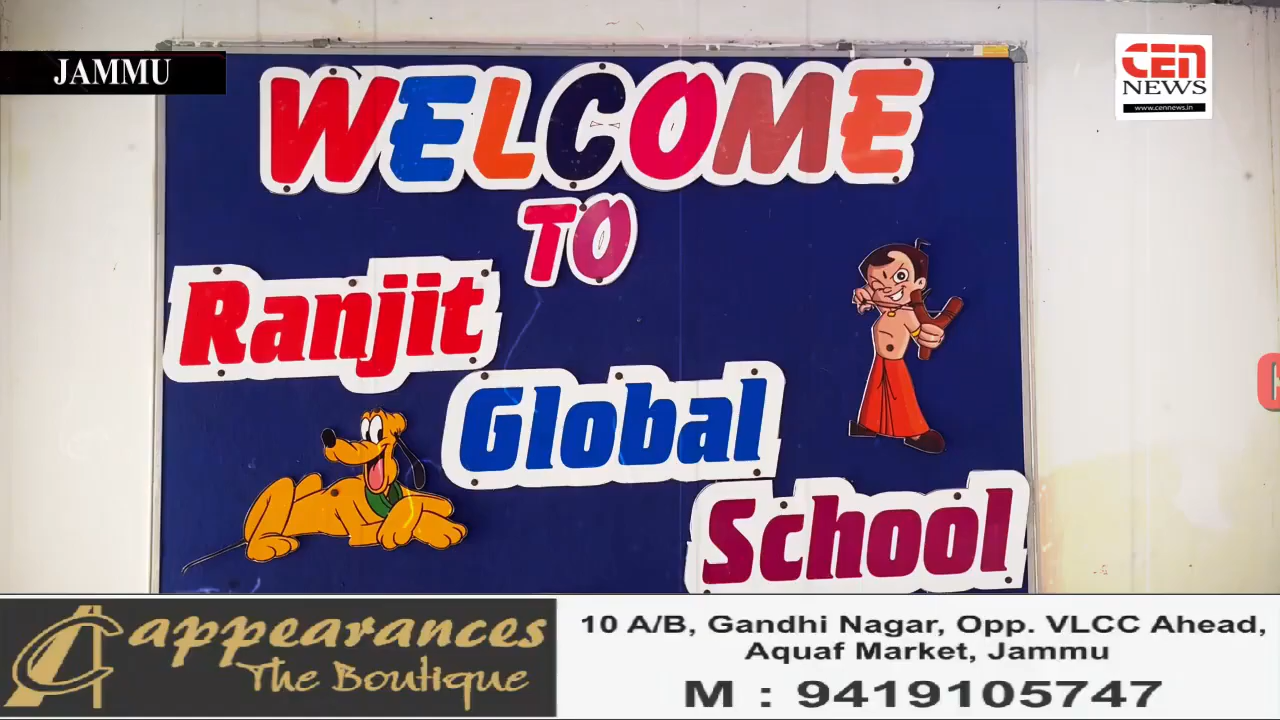 JAMMU
CEN
NEWS
www.cennews.in
WELCOME
TO
Ranjit
Global
School
appearances
The Boutique
10 A/B, Gandhi Nagar, Opp. VLCC Ahead,
Aquaf Market, Jammu
M : 9419105747